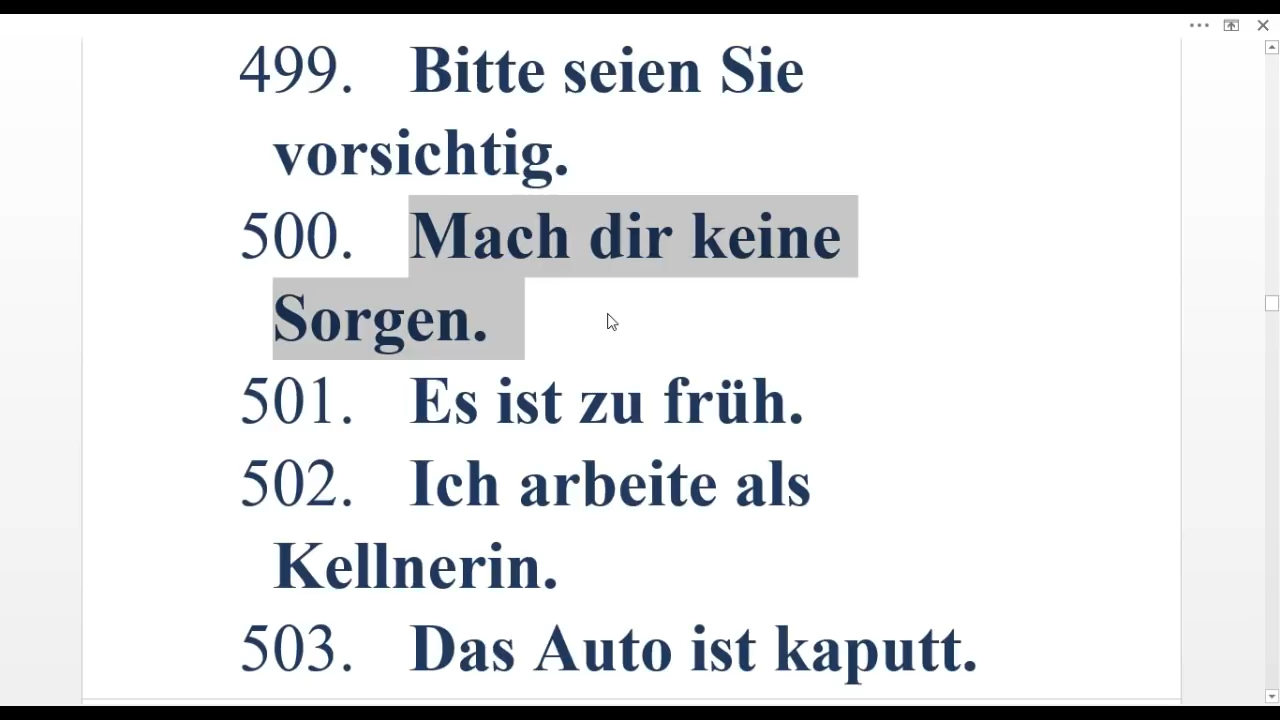 499. Bitte seien Sie
vorsichtig.
500. Mach dir keine
Sorgen.
501. Es ist zu früh.
502. Ich arbeite als
Kellnerin.
503. Das Auto ist kaputt.